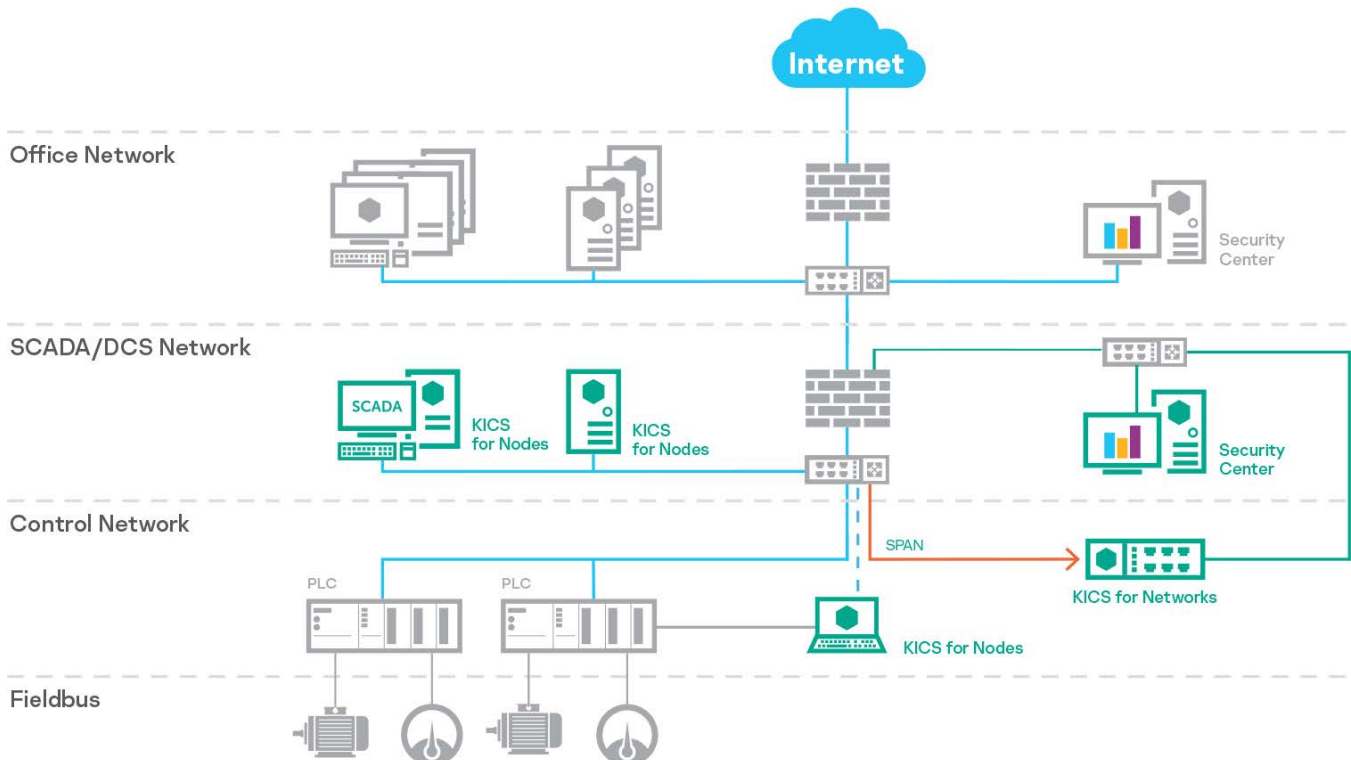 Internet
Office Network
Security
Center
SCADA/DCS Network
SCADA
KICS
for Nodes
KICS
for Nodes
Security
Center
Control Network
SPAN
PLC
PLC
KICS for Networks
KICS for Nodes
Fieldbus